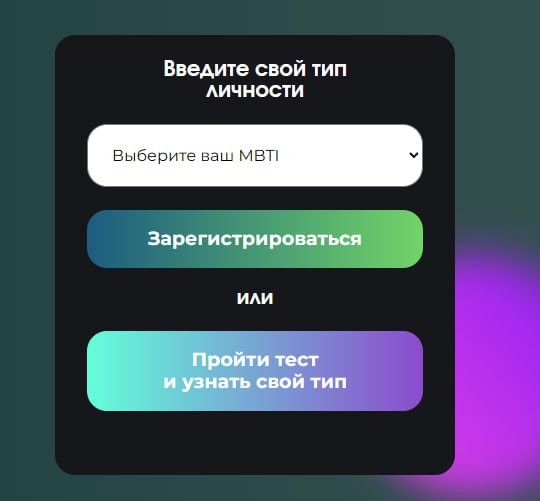 Введите свой тип
личности
Выберите ваш MBTI
Зарегистрироваться
или
Пройти тест
и узнать свой тип